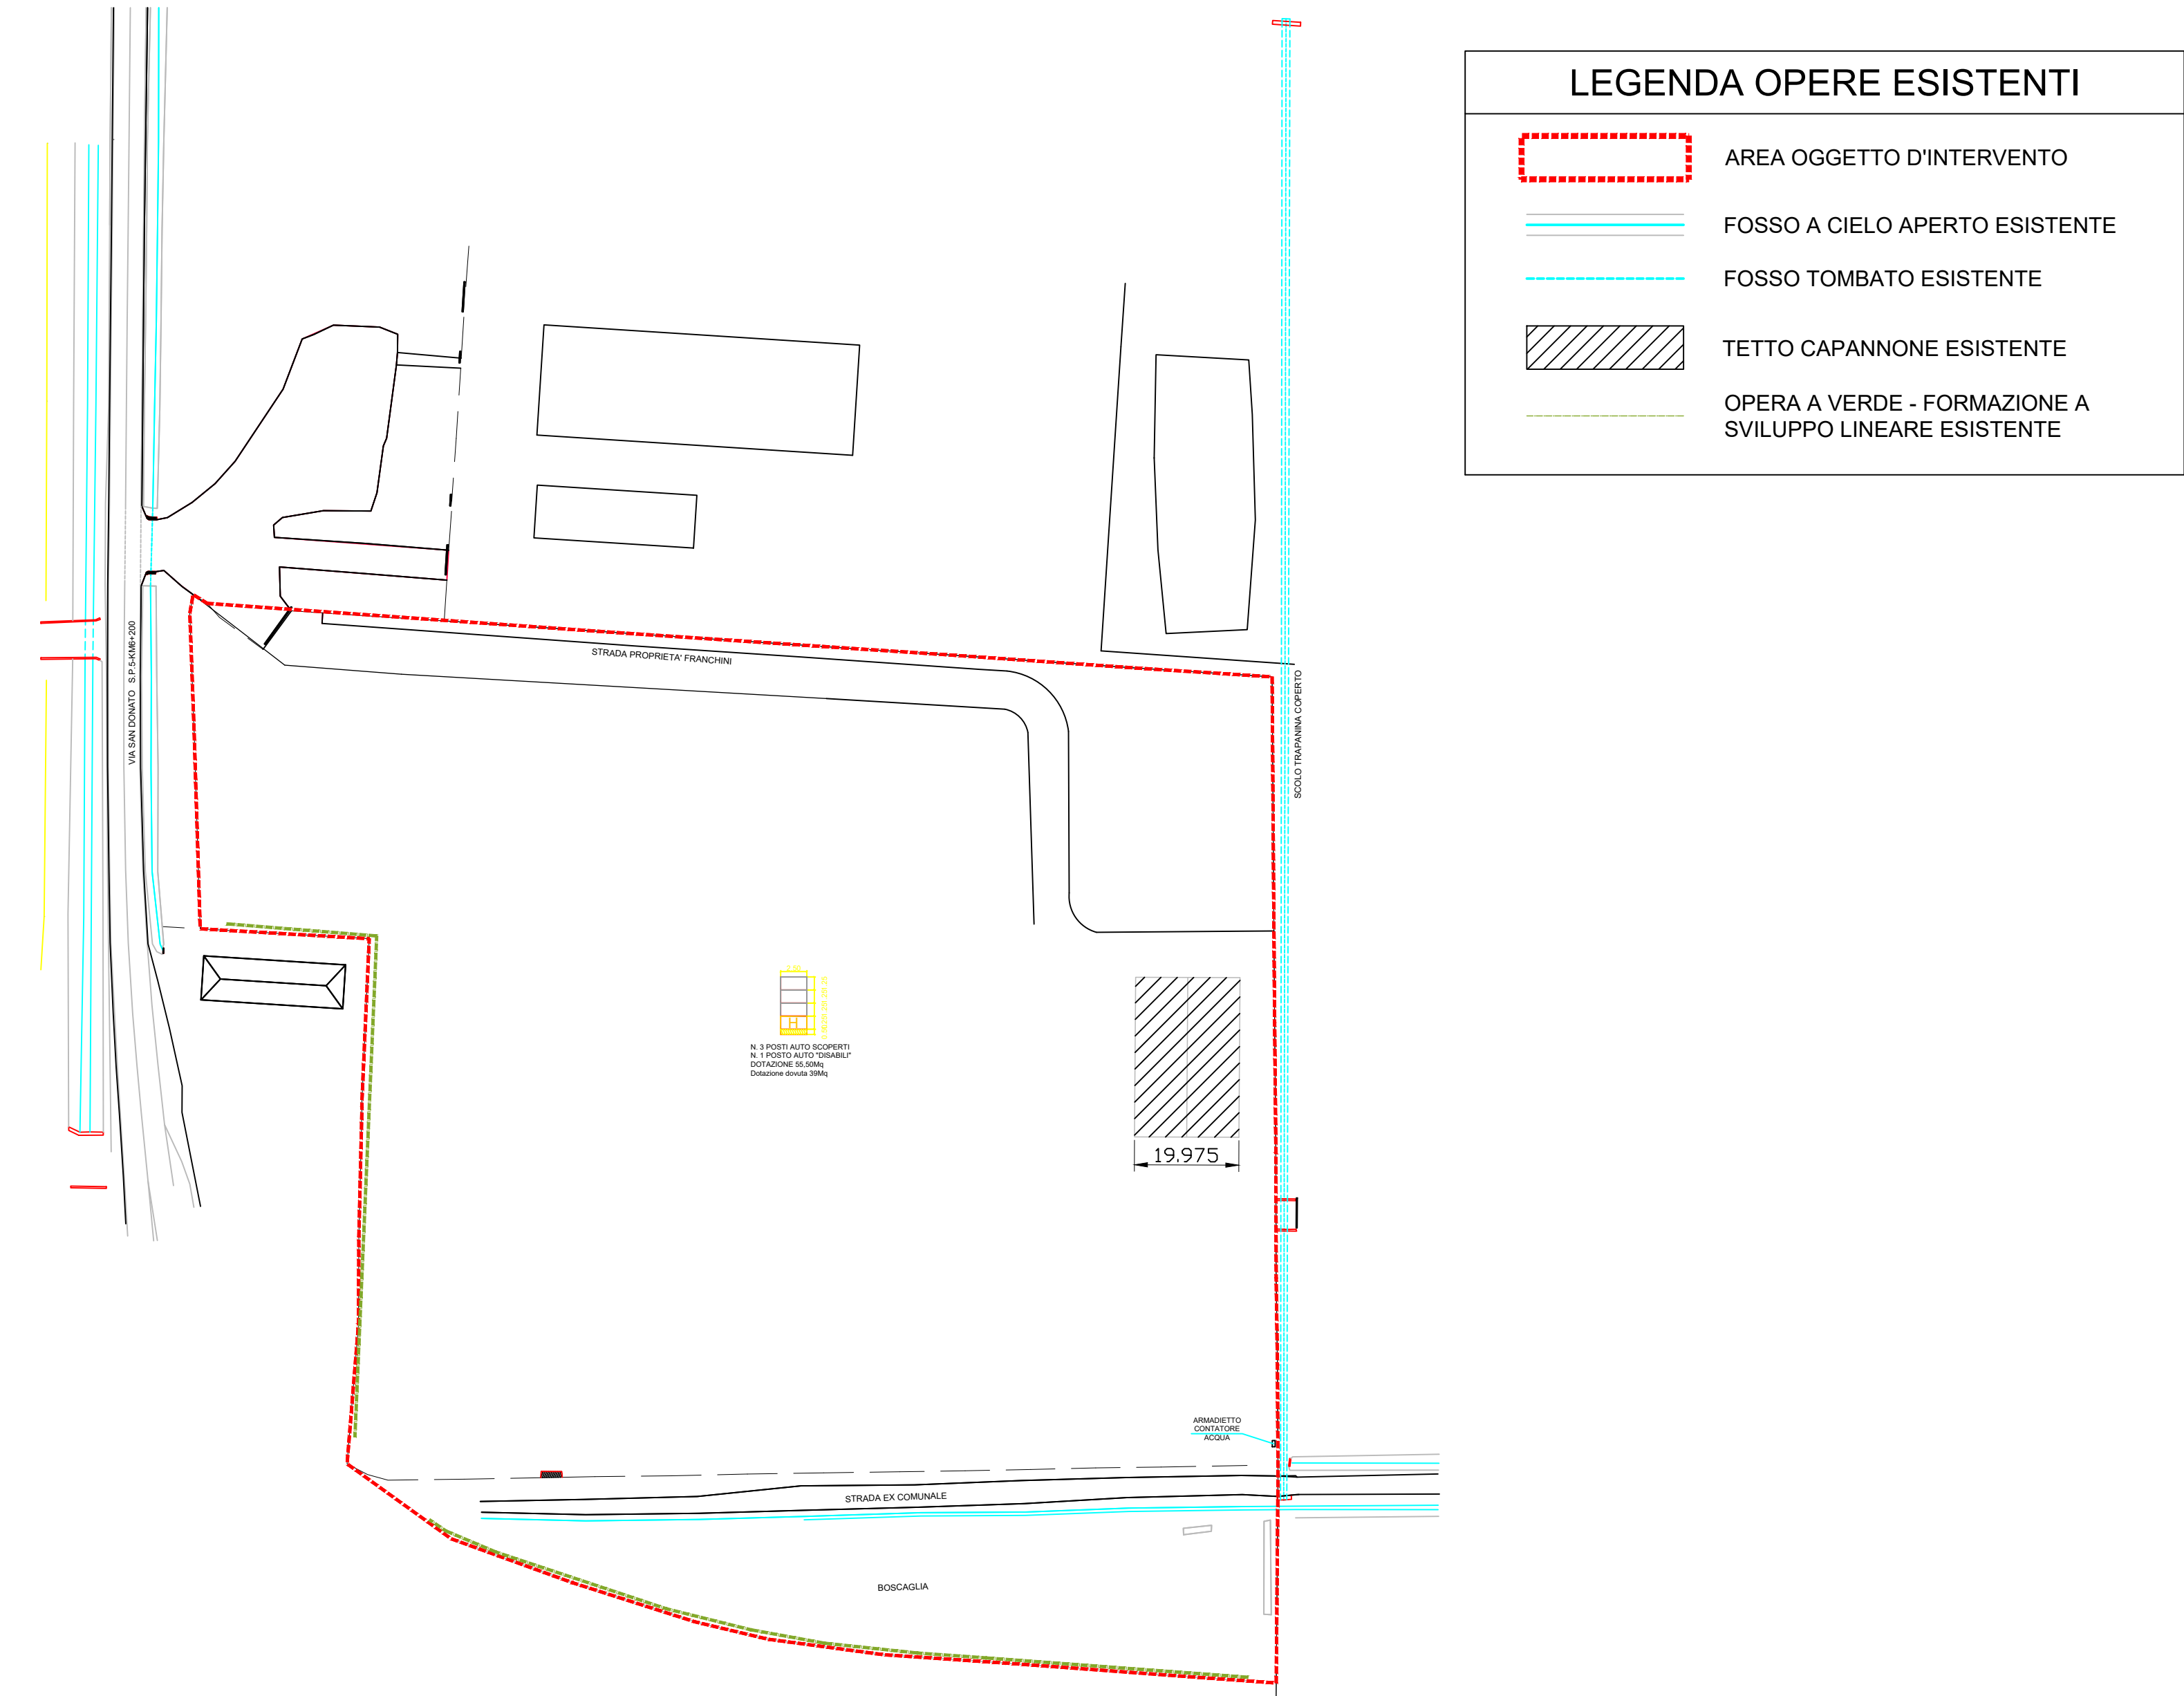 LEGENDA OPERE ESISTENTI
AREA OGGETTO D'INTERVENTO
FOSSO A CIELO APERTO ESISTENTE
FOSSO TOMBATO ESISTENTE
TETTO CAPANNONE ESISTENTE
OPERA A VERDE - FORMAZIONE A
SVILUPPO LINEARE ESISTENTE
VIA SAN DONATO S.P.5-KM6+200
STRADA PROPRIETA' FRANCHINI
SCOLO TRAPANINA COPERTO
H
N. 3 POSTI AUTO SCOPERTI
N. 1 POSTO AUTO "DISABILI"
DOTAZIONE 55,50Mq
Dotazione dovuta 39Mq
19.975
ARMADIETTO
CONTATORE
ACQUA
STRADA EX COMUNALE
BOSCAGLIA